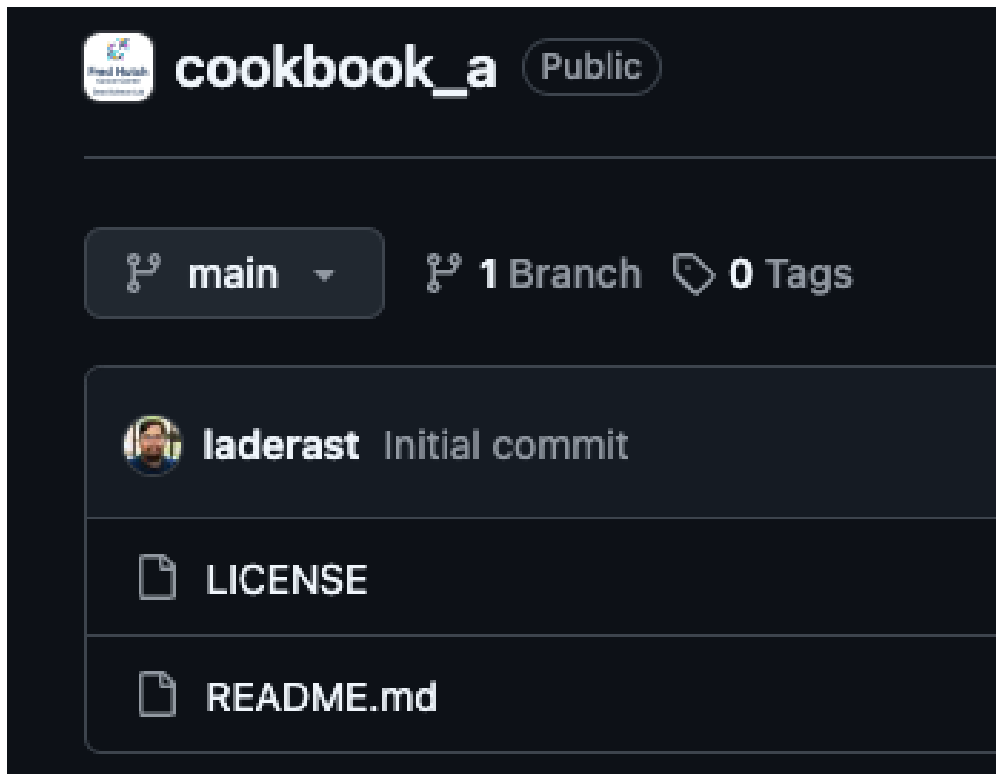 cookbook_a Public
main 1 Branch 0 Tags
laderast Initial commit
LICENSE
README.md